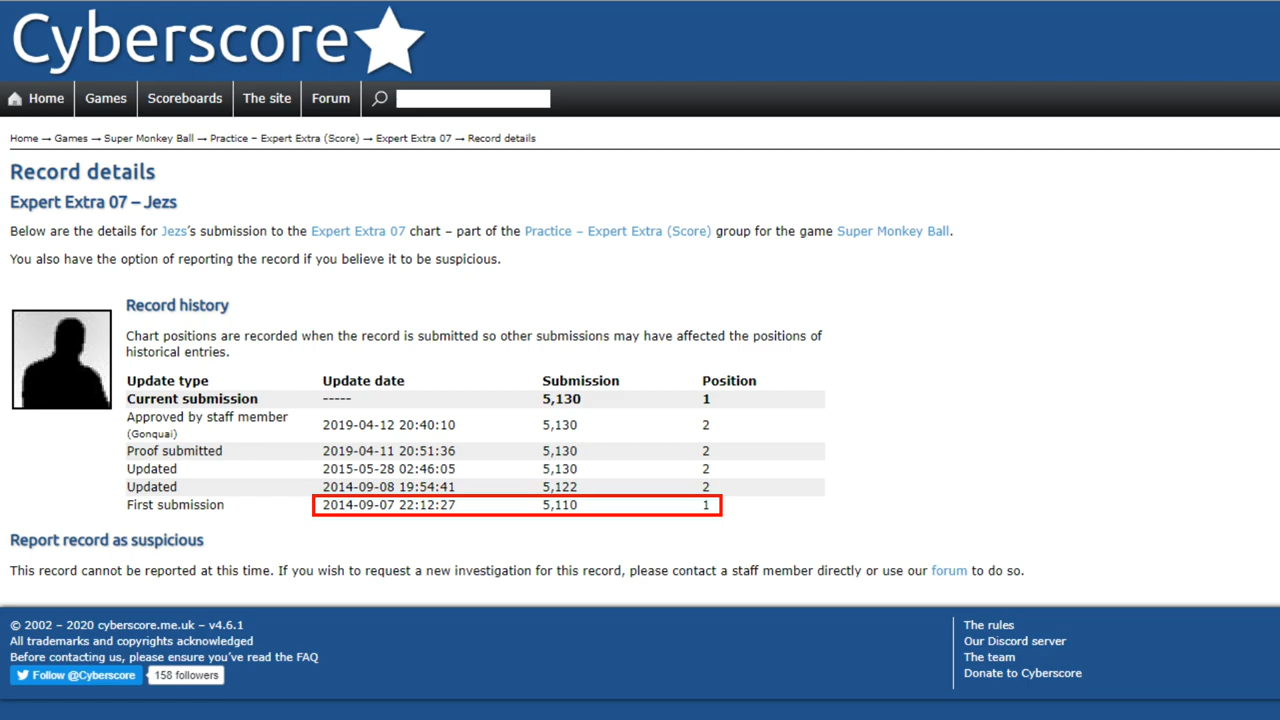 Cyberscore
Home Games Scoreboards The site Forum
Home → Games → Super Monkey Ball → Practice – Expert Extra (Score) → Expert Extra 07 → Record details
Record details
Expert Extra 07 – Jezs
Below are the details for Jezs's submission to the Expert Extra 07 chart – part of the Practice – Expert Extra (Score) group for the game Super Monkey Ball.
You also have the option of reporting the record if you believe it to be suspicious.
Record history
Chart positions are recorded when the record is submitted so other submissions may have affected the positions of
historical entries.
Update type Update date Submission Position
Current submission ----- 5,130 1
Approved by staff member
(Gonquai) 2019-04-12 20:40:10 5,130 2
Proof submitted 2019-04-11 20:51:36 5,130 2
Updated 2015-05-28 02:46:05 5,130 2
Updated 2014-09-08 19:54:41 5,122 2
First submission 2014-09-07 22:12:27 5,110 1
Report record as suspicious
This record cannot be reported at this time. If you wish to request a new investigation for this record, please contact a staff member directly or use our forum to do so.
© 2002 – 2020 cyberscore.me.uk – v4.6.1
All trademarks and copyrights acknowledged
Before contacting us, please ensure you've read the FAQ
Follow @Cyberscore 158 followers
The rules
Our Discord server
The team
Donate to Cyberscore